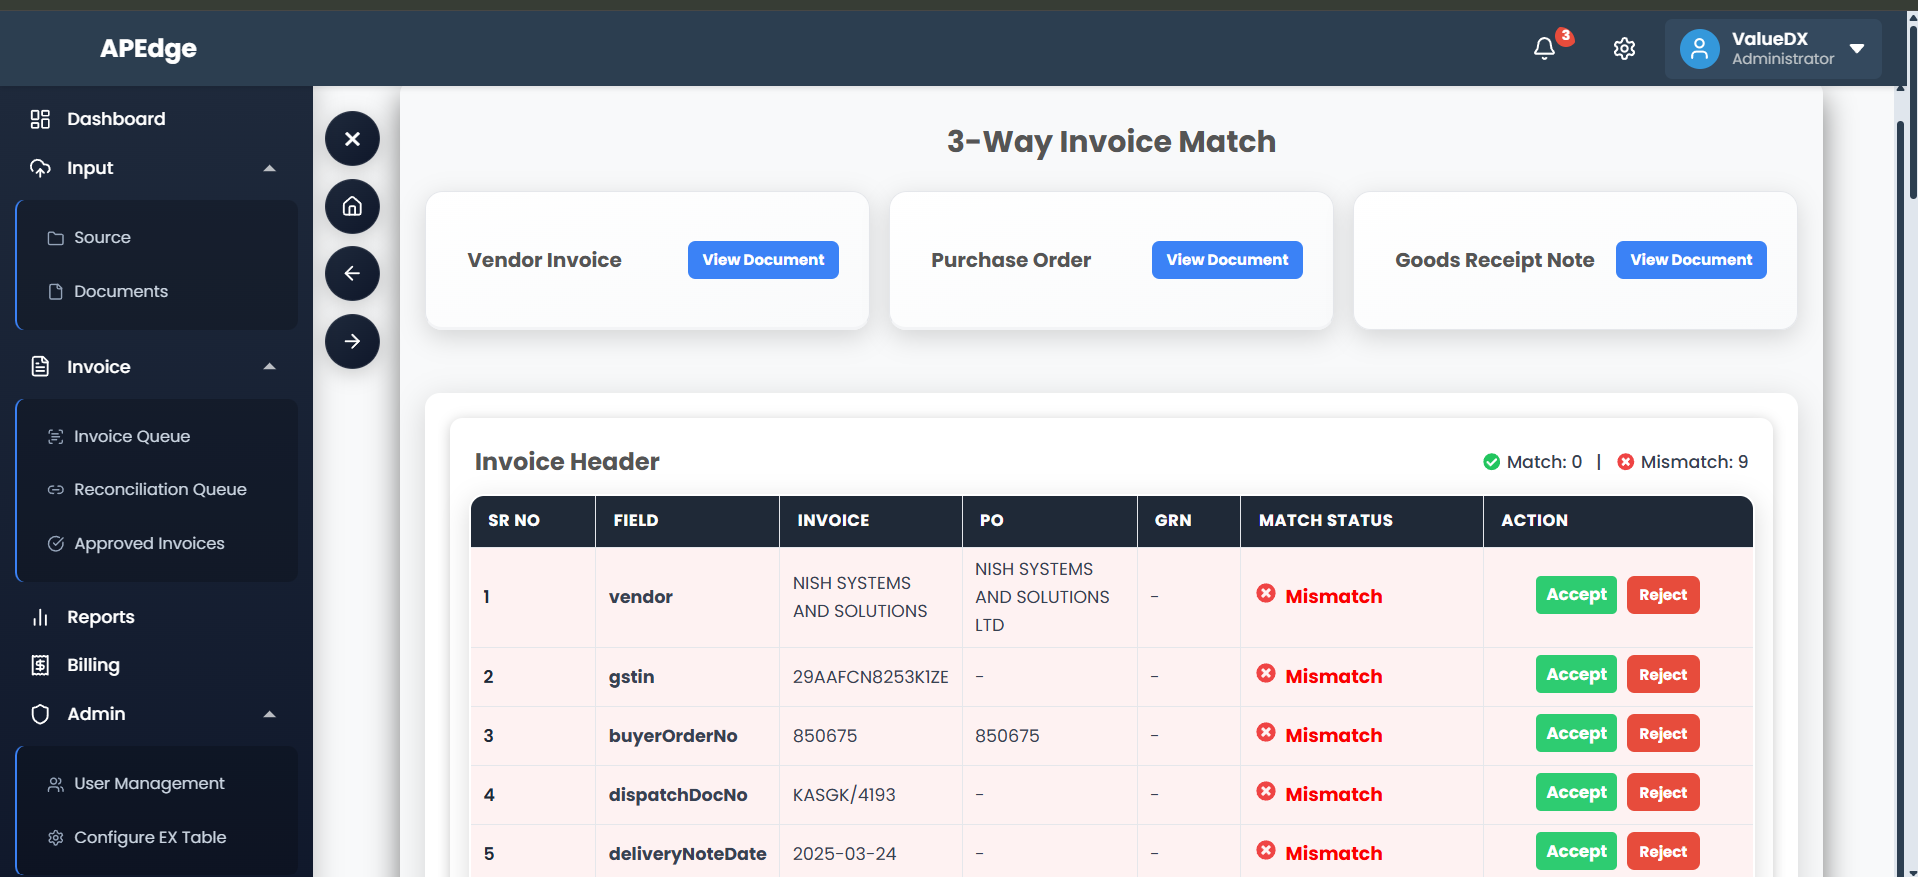 APEdge
3
ValueDX
Administrator
Dashboard
Input
Source
Documents
Invoice
Invoice Queue
Reconciliation Queue
Approved Invoices
Reports
Billing
Admin
User Management
Configure EX Table
3-Way Invoice Match
Vendor Invoice View Document
Purchase Order View Document
Goods Receipt Note View Document
Invoice Header
Match: 0 | Mismatch: 9
SR NO FIELD INVOICE PO GRN MATCH STATUS ACTION
1 vendor NISH SYSTEMS AND SOLUTIONS NISH SYSTEMS AND SOLUTIONS LTD - Mismatch Accept Reject
2 gstin 29AAFCN8253K1ZE - - Mismatch Accept Reject
3 buyerOrderNo 850675 850675 - Mismatch Accept Reject
4 dispatchDocNo KASGK/4193 - - Mismatch Accept Reject
5 deliveryNoteDate 2025-03-24 - - Mismatch Accept Reject